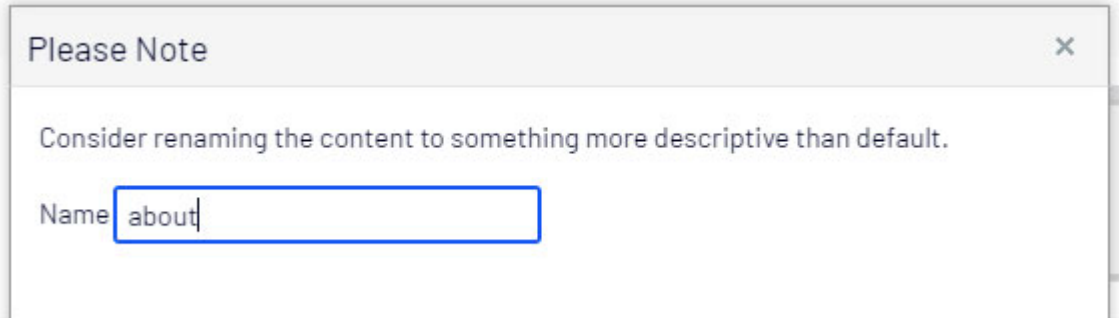 Please Note
Consider renaming the content to something more descriptive than default.
Name about